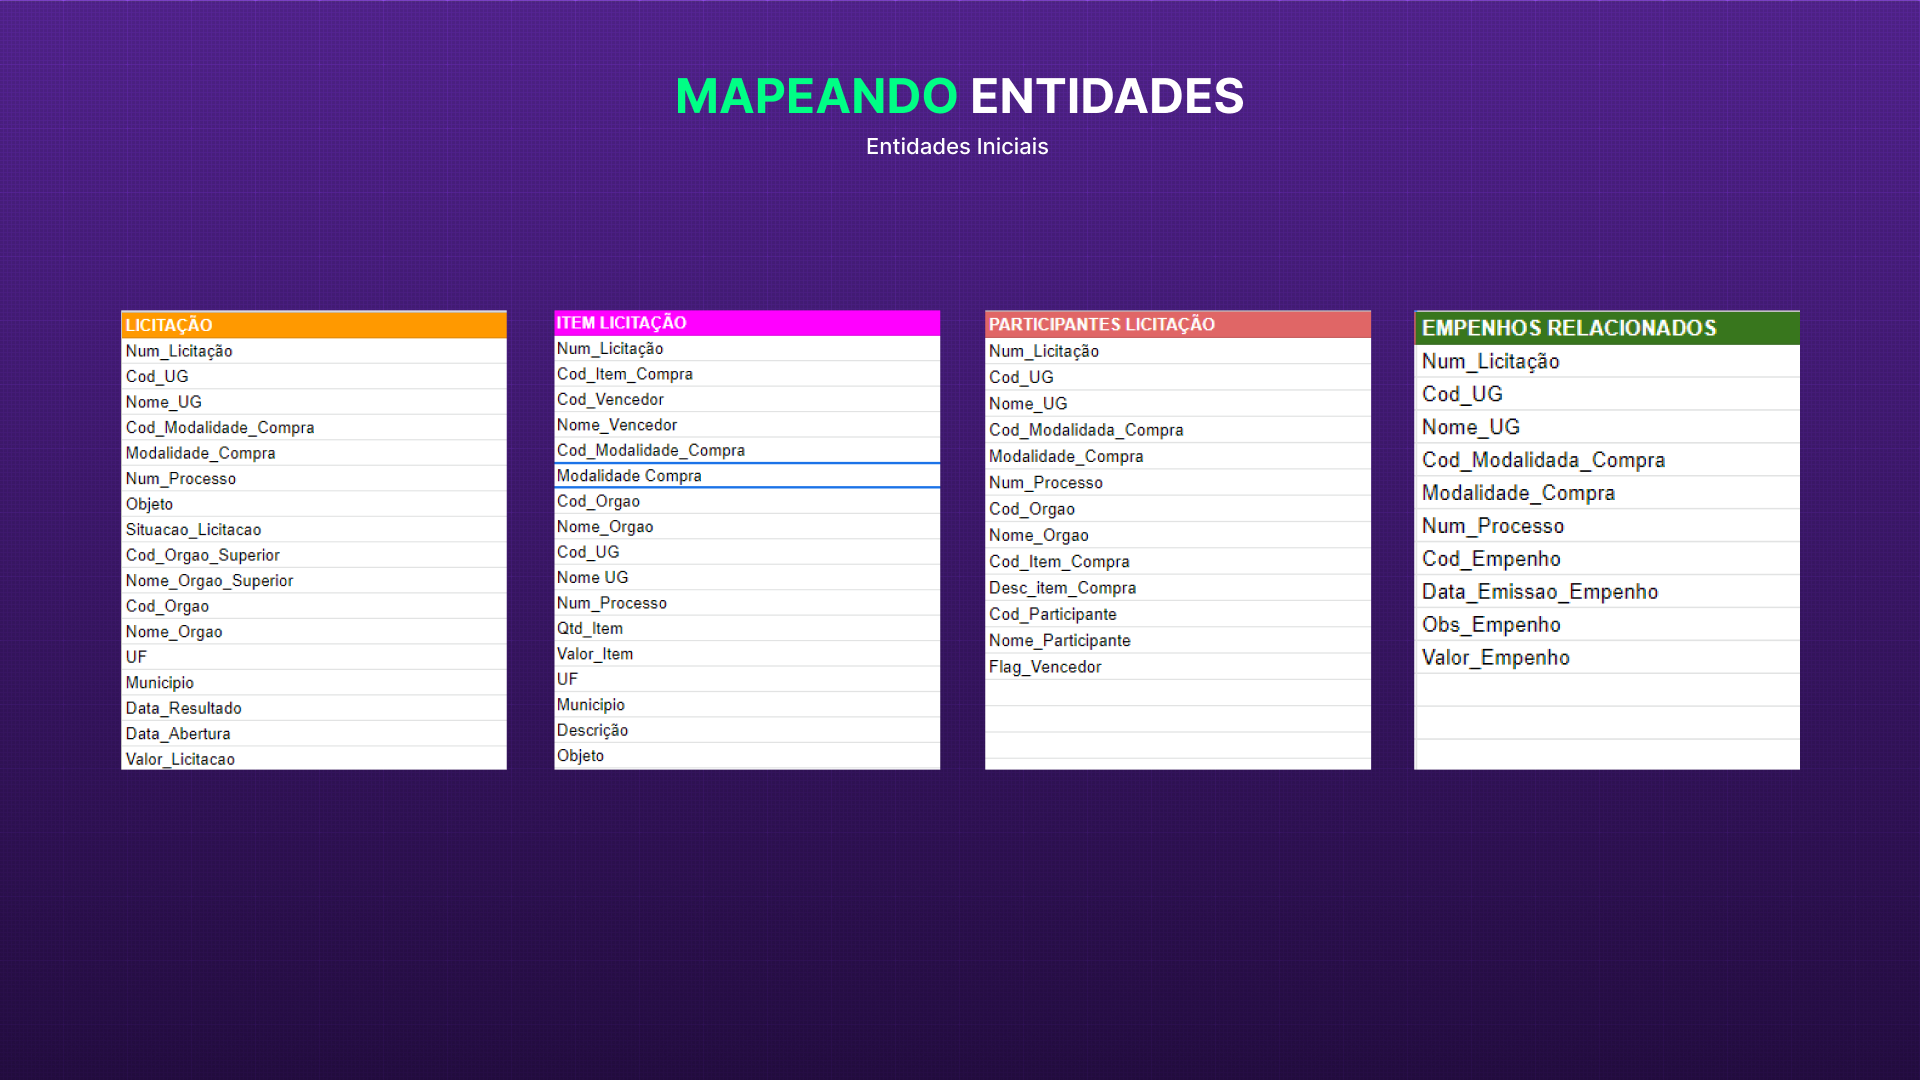 MAPEANDO ENTIDADES
Entidades Iniciais
LICITAÇÃO
Num_Licitação
Cod_UG
Nome_UG
Cod_Modalidade_Compra
Modalidade_Compra
Num_Processo
Objeto
Situacao_Licitacao
Cod_Orgao_Superior
Nome_Orgao_Superior
Cod_Orgao
Nome_Orgao
UF
Municipio
Data_Resultado
Data_Abertura
Valor_Licitacao
ITEM LICITAÇÃO
Num_Licitação
Cod_Item_Compra
Cod_Vencedor
Nome_Vencedor
Cod_Modalidade_Compra
Modalidade Compra
Cod_Orgao
Nome_Orgao
Cod_UG
Nome UG
Num_Processo
Qtd_Item
Valor_Item
UF
Municipio
Descrição
Objeto
PARTICIPANTES LICITAÇÃO
Num_Licitação
Cod_UG
Nome_UG
Cod_Modalidada_Compra
Modalidade_Compra
Num_Processo
Cod_Orgao
Nome_Orgao
Cod_Item_Compra
Desc_item_Compra
Cod_Participante
Nome_Participante
Flag_Vencedor
EMPENHOS RELACIONADOS
Num_Licitação
Cod_UG
Nome_UG
Cod_Modalidada_Compra
Modalidade_Compra
Num_Processo
Cod_Empenho
Data_Emissao_Empenho
Obs_Empenho
Valor_Empenho